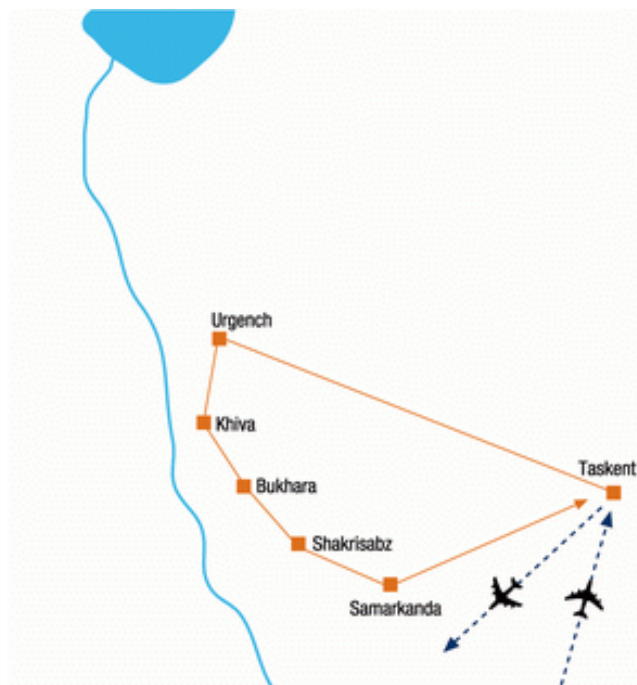 Urgench
Khiva
Taskent
Bukhara
Shakrisabz
Samarkanda